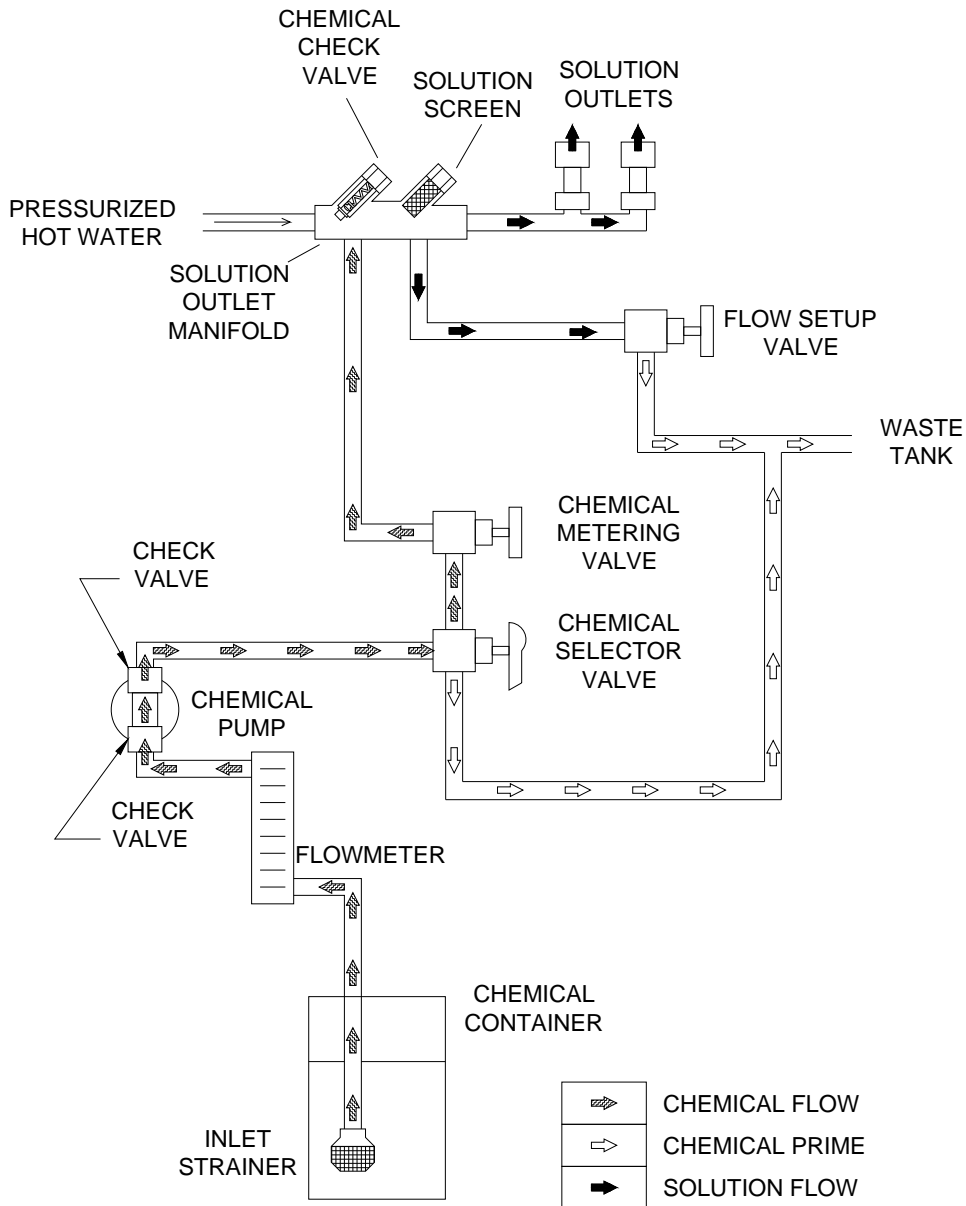 CHEMICAL
CHECK
VALVE
SOLUTION
SCREEN
SOLUTION
OUTLETS
PRESSURIZED
HOT WATER
SOLUTION
OUTLET
MANIFOLD
FLOW SETUP
VALVE
WASTE
TANK
CHEMICAL
METERING
VALVE
CHECK
VALVE
CHEMICAL
SELECTOR
VALVE
CHEMICAL
PUMP
CHECK
VALVE
FLOWMETER
CHEMICAL
CONTAINER
INLET
STRAINER
CHEMICAL FLOW
CHEMICAL PRIME
SOLUTION FLOW